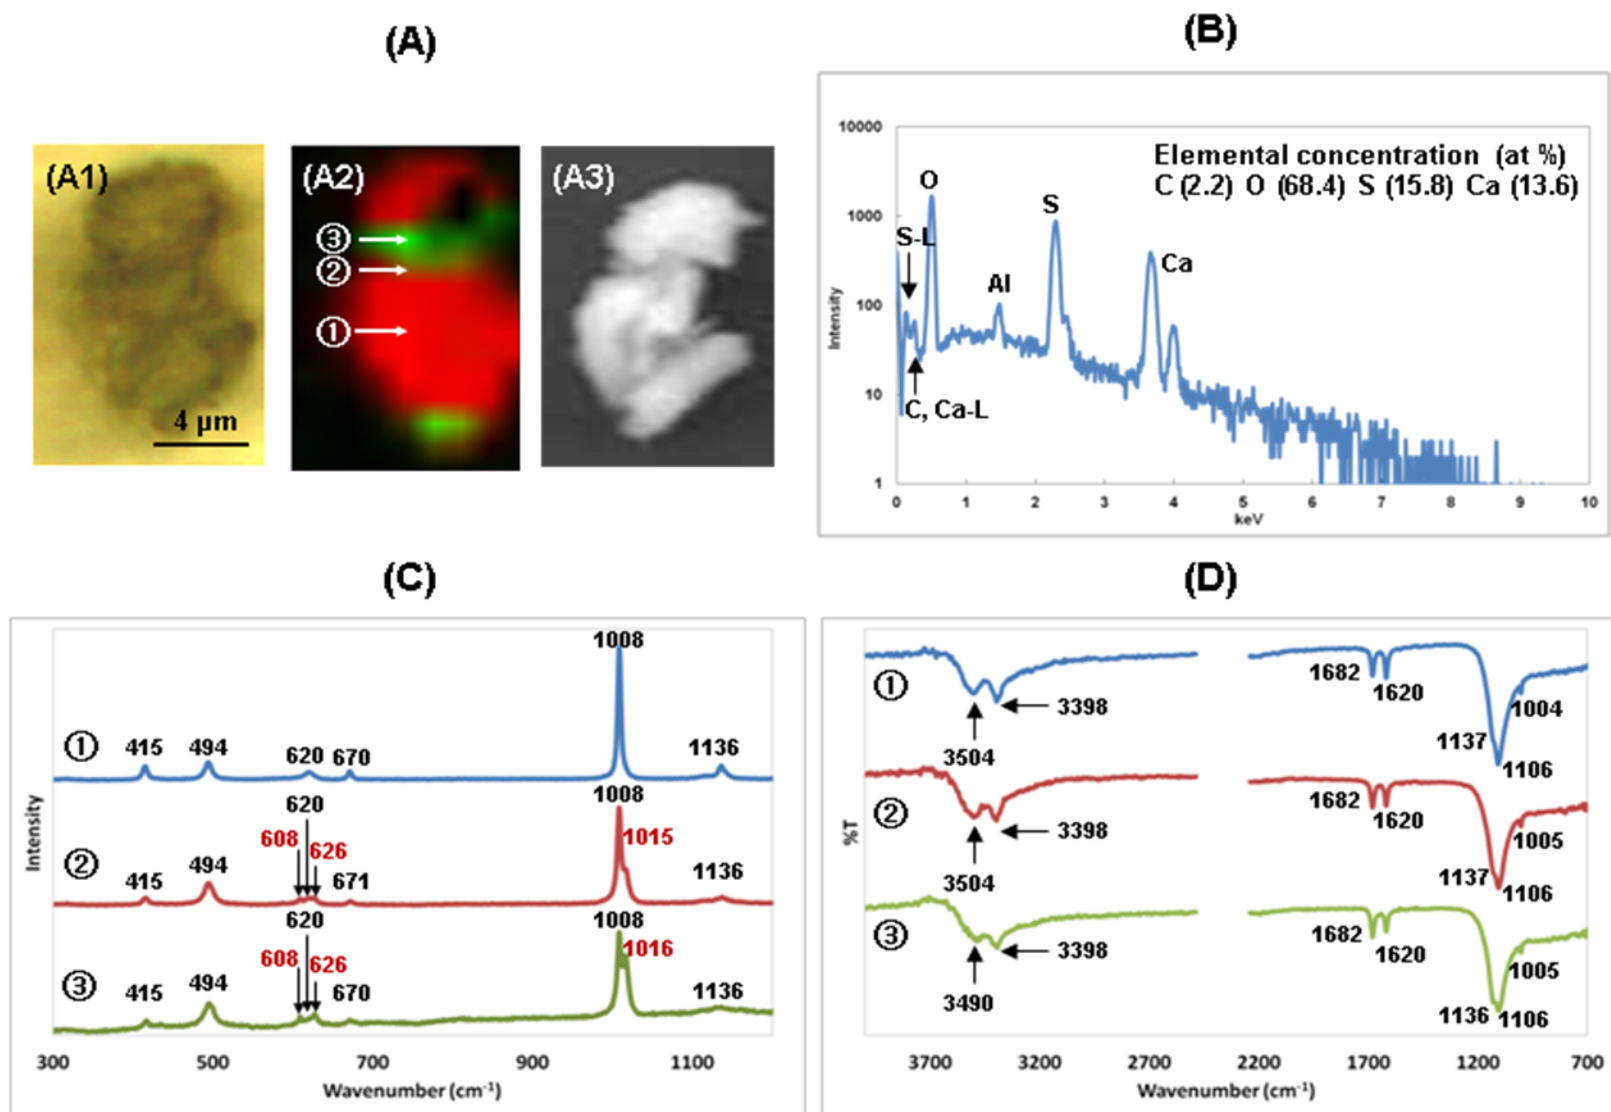 (A)
(B)
(A1)
4 μm
(A2)
③
②
①
(A3)
Elemental concentration (at %)
C (2.2) O (68.4) S (15.8) Ca (13.6)
10000
1000
100
10
1
Intensity
S-L
O
Al
S
Ca
C, Ca-L
0 1 2 3 4 5 6 7 8 9 10
keV
(C)
(D)
Intensity
①
415 494 620 670 1008 1136
②
415 494 608 620 626 671 1008 1015 1136
③
415 494 608 620 626 670 1008 1016 1136
300 500 700 900 1100
Wavenumber (cm⁻¹)
%T
①
3504 3398 1682 1620 1137 1106 1004
②
3504 3398 1682 1620 1137 1106 1005
③
3490 3398 1682 1620 1136 1106 1005
3700 3200 2700 2200 1700 1200 700
Wavenumber (cm⁻¹)